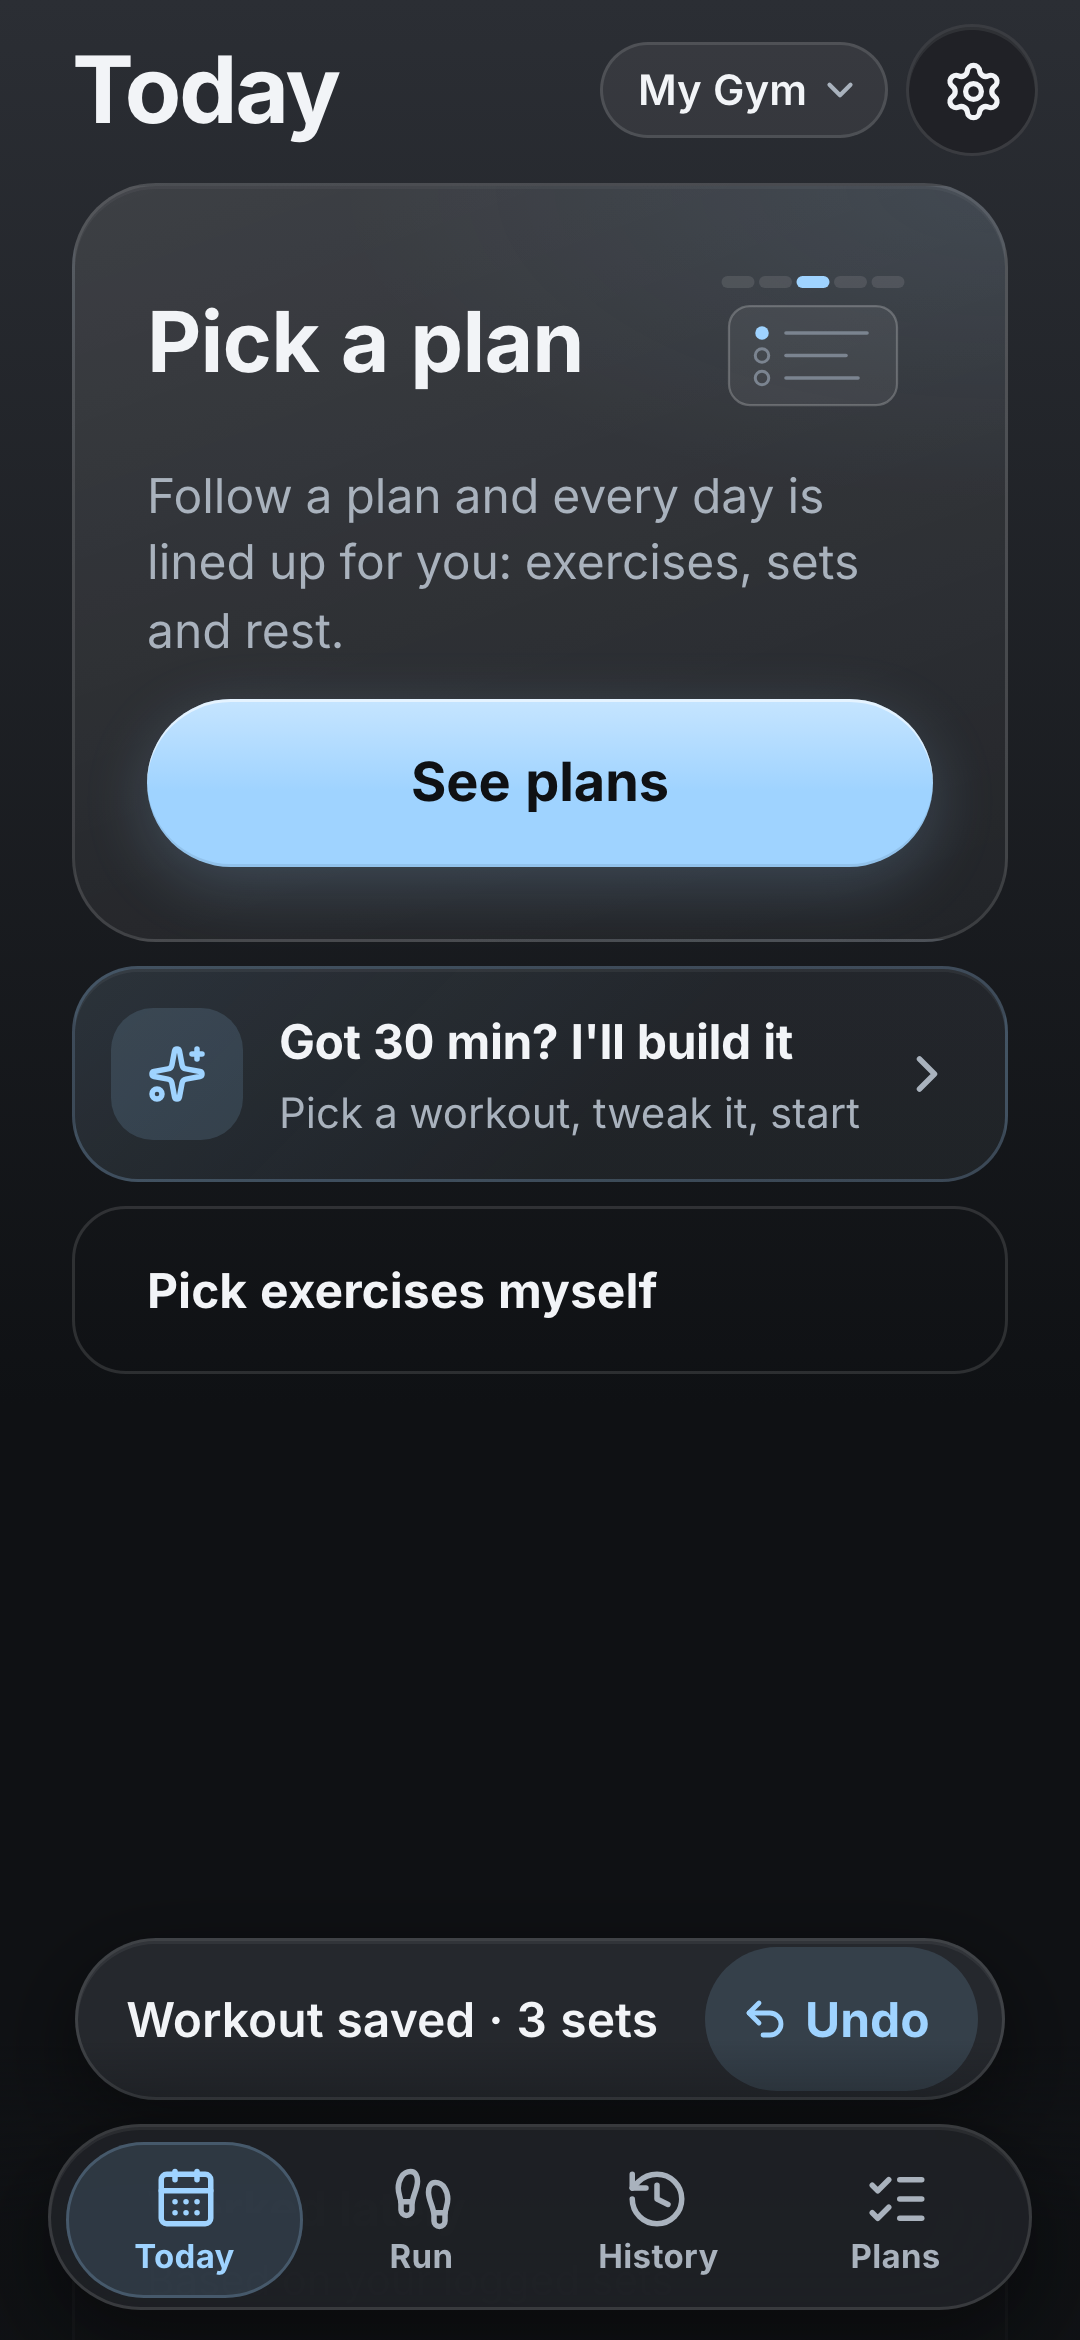 Today
My Gym
Pick a plan
Follow a plan and every day is
lined up for you: exercises, sets
and rest.
See plans
Got 30 min? I'll build it
Pick a workout, tweak it, start
Pick exercises myself
Workout saved · 3 sets
Undo
Today
Run
History
Plans